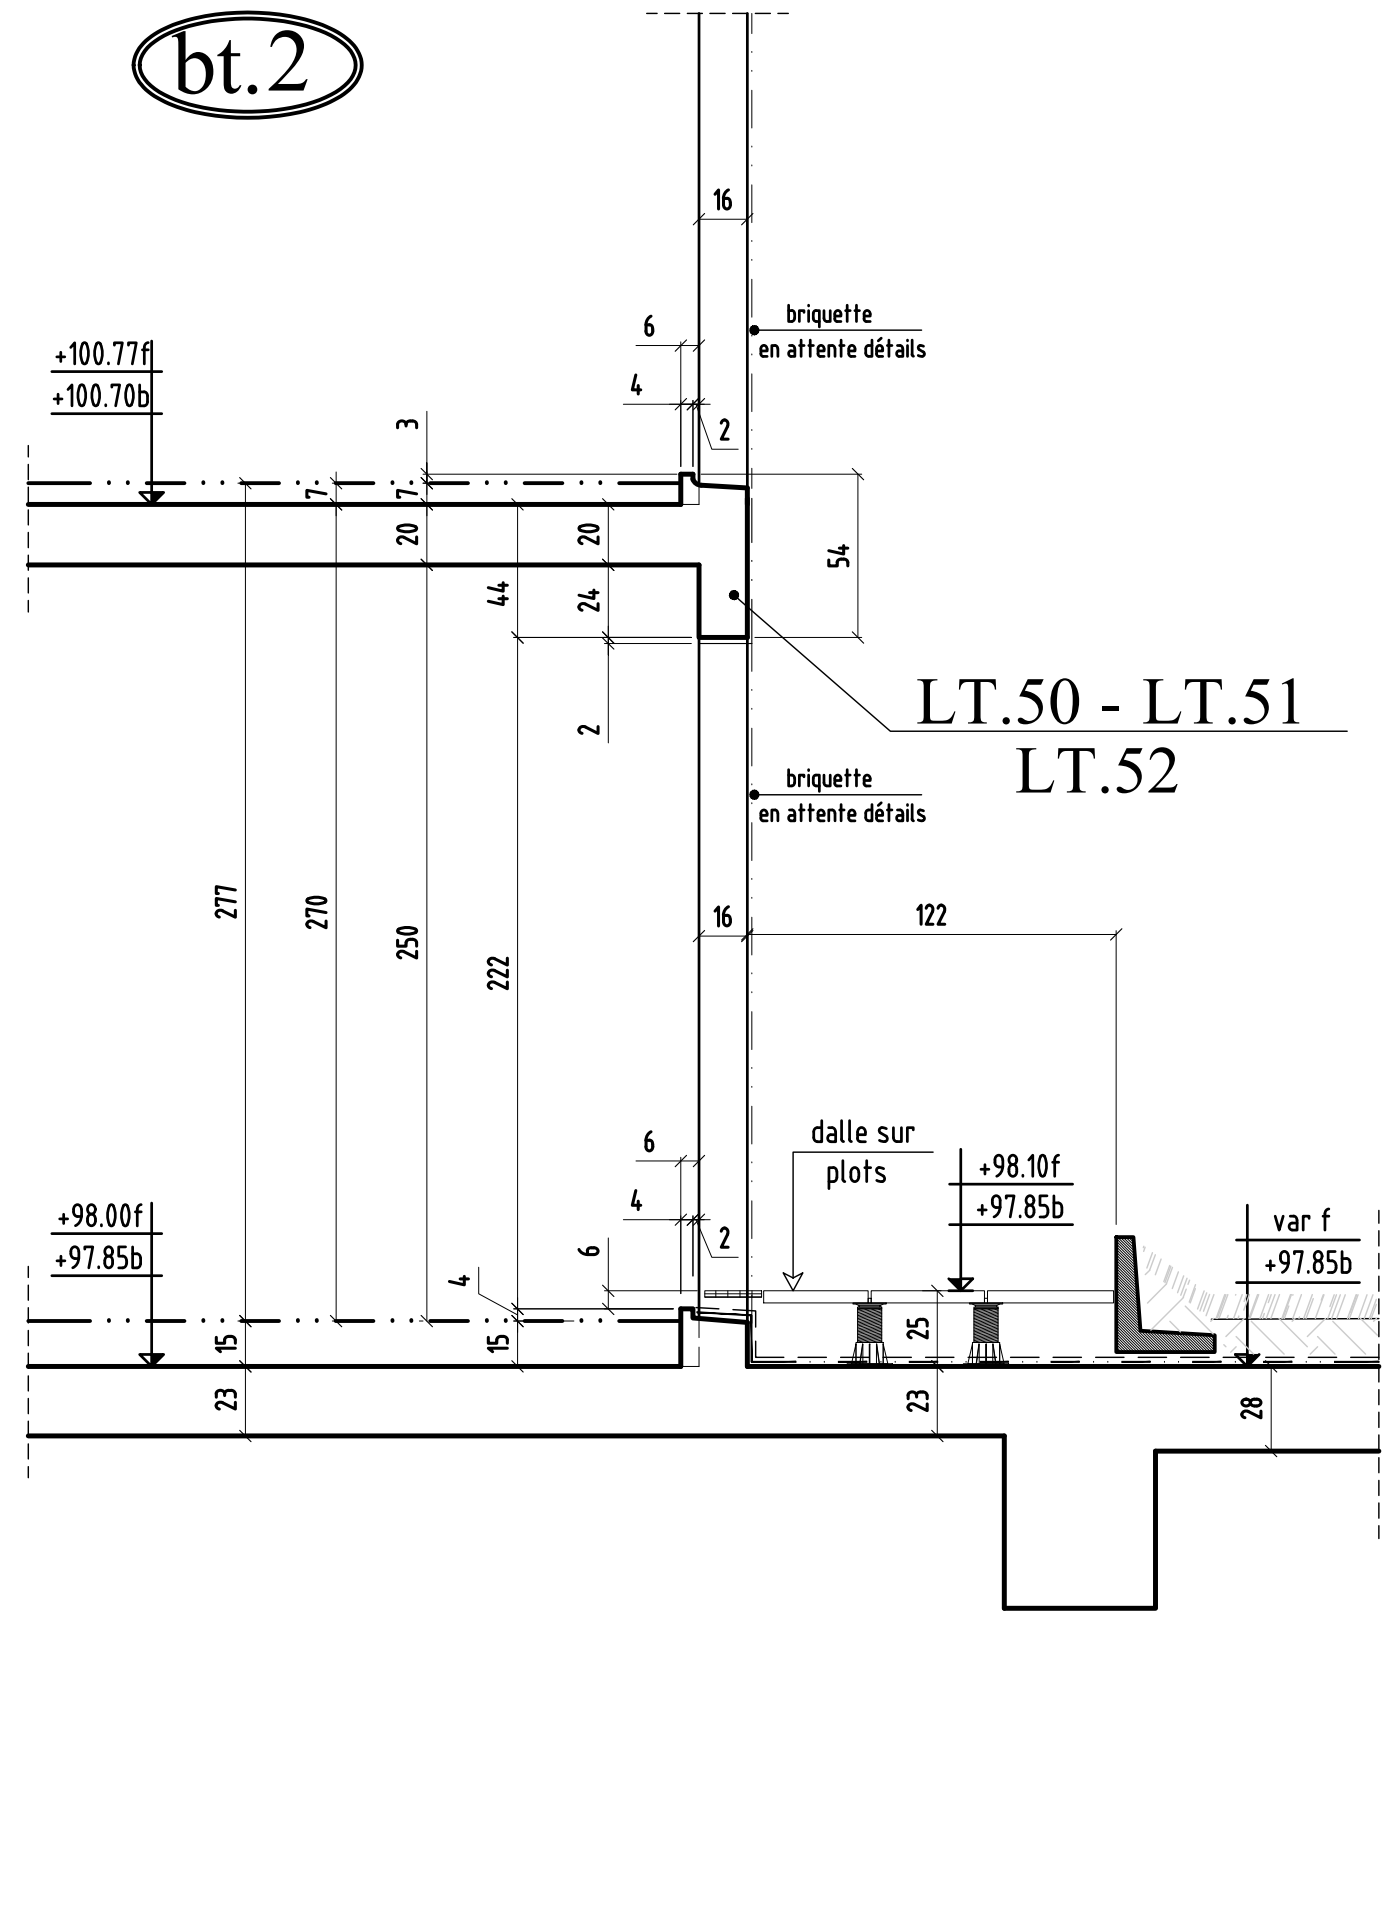 bt.2
16
6
briquette
en attente détails
+100.77f
+100.70b
4
3
2
7
7
20
20
54
44
24
2
LT.50 - LT.51
LT.52
briquette
en attente détails
277
270
250
222
16
122
6
dalle sur
plots
+98.10f
+97.85b
4
+98.00f
+97.85b
2
6
4
var f
+97.85b
15
15
25
23
23
28